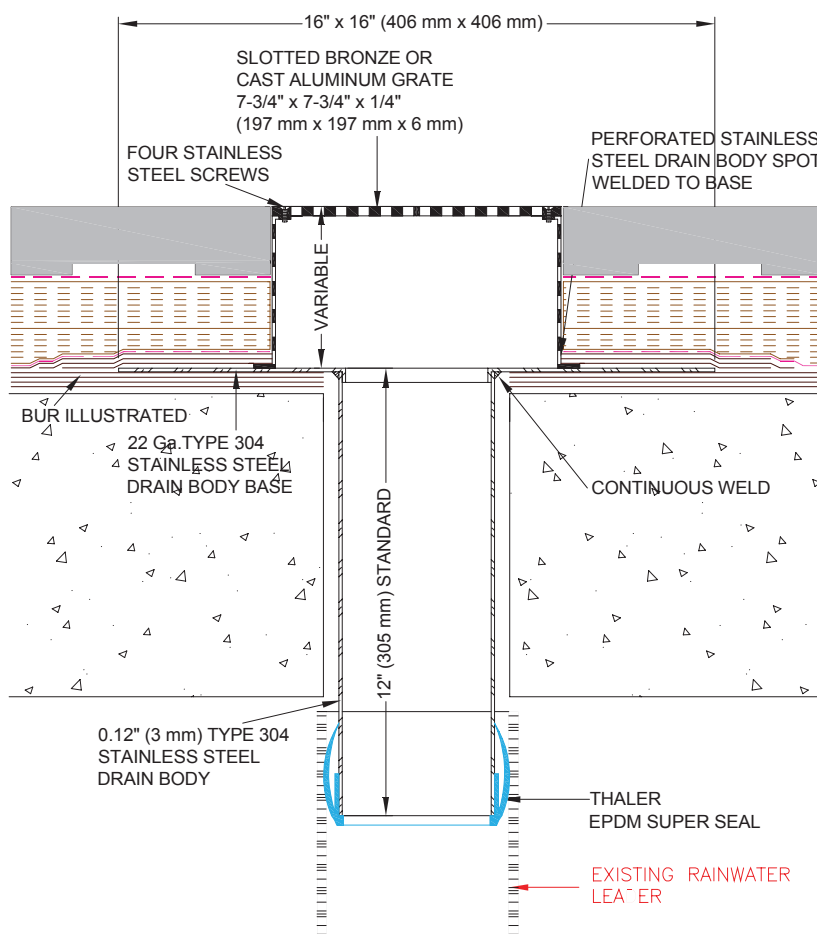 16" x 16" (406 mm x 406 mm)
SLOTTED BRONZE OR
CAST ALUMINUM GRATE
7-3/4" x 7-3/4" x 1/4"
(197 mm x 197 mm x 6 mm)
FOUR STAINLESS
STEEL SCREWS
PERFORATED STAINLESS
STEEL DRAIN BODY SPOT
WELDED TO BASE
VARIABLE
BUR ILLUSTRATED
22 Ga.TYPE 304
STAINLESS STEEL
DRAIN BODY BASE
CONTINUOUS WELD
12" (305 mm) STANDARD
0.12" (3 mm) TYPE 304
STAINLESS STEEL
DRAIN BODY
THALER
EPDM SUPER SEAL
EXISTING RAINWATER